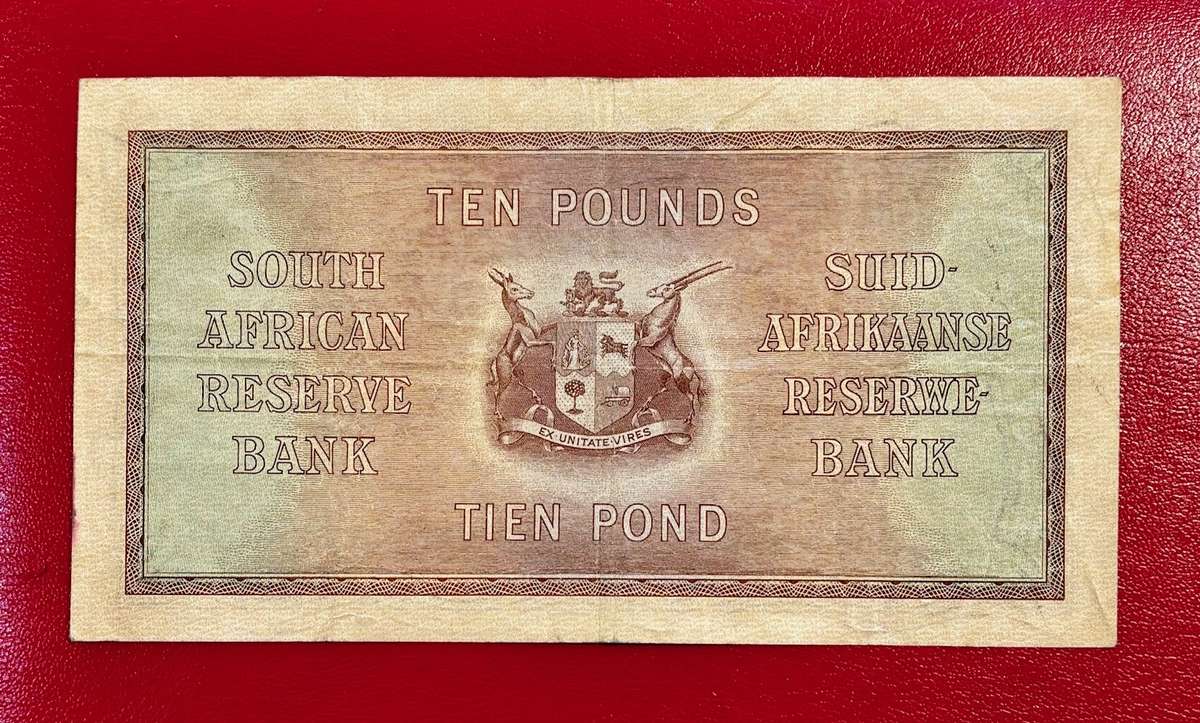 TEN POUNDS
SOUTH
AFRICAN
RESERVE
BANK
SUID-
AFRIKAANSE
RESERWE-
BANK
EX·UNITATE·VIRES
TIEN POND